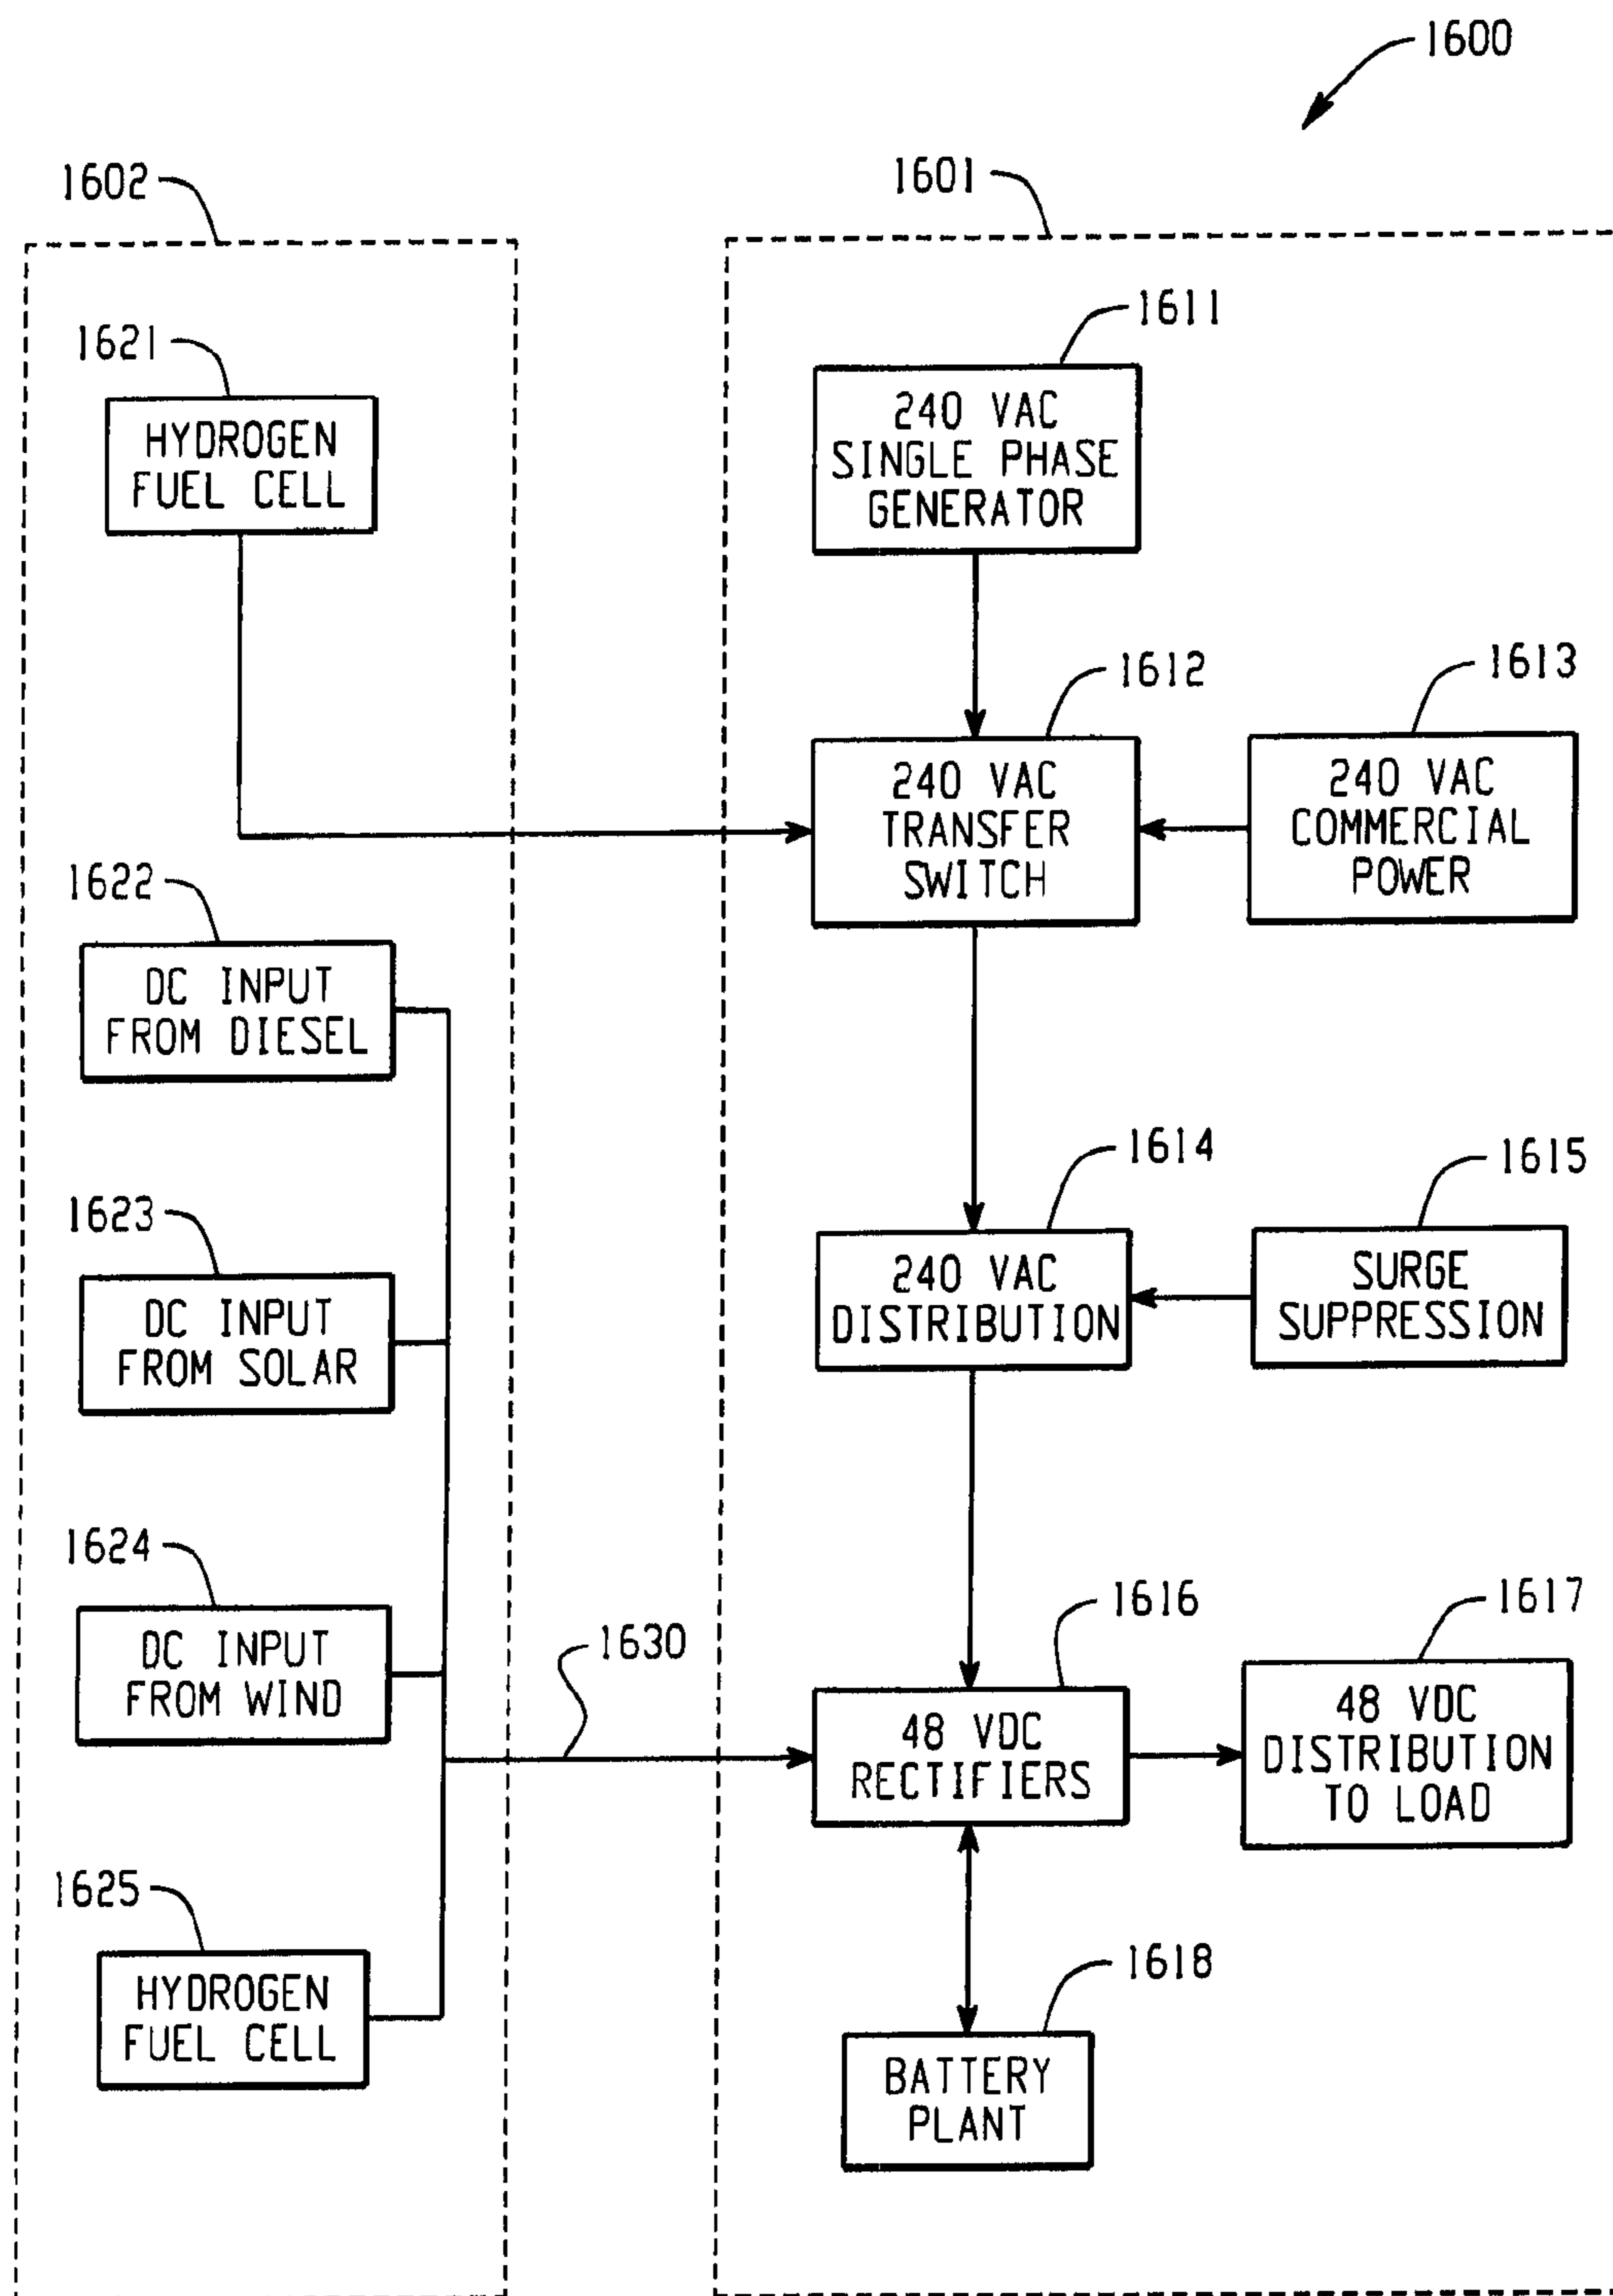 1600
1602
1601
1621
HYDROGEN
FUEL CELL
1611
240 VAC
SINGLE PHASE
GENERATOR
1612
240 VAC
TRANSFER
SWITCH
1613
240 VAC
COMMERCIAL
POWER
1622
DC INPUT
FROM DIESEL
1623
DC INPUT
FROM SOLAR
1614
240 VAC
DISTRIBUTION
1615
SURGE
SUPPRESSION
1624
DC INPUT
FROM WIND
1630
1616
48 VDC
RECTIFIERS
1617
48 VDC
DISTRIBUTION
TO LOAD
1625
HYDROGEN
FUEL CELL
1618
BATTERY
PLANT